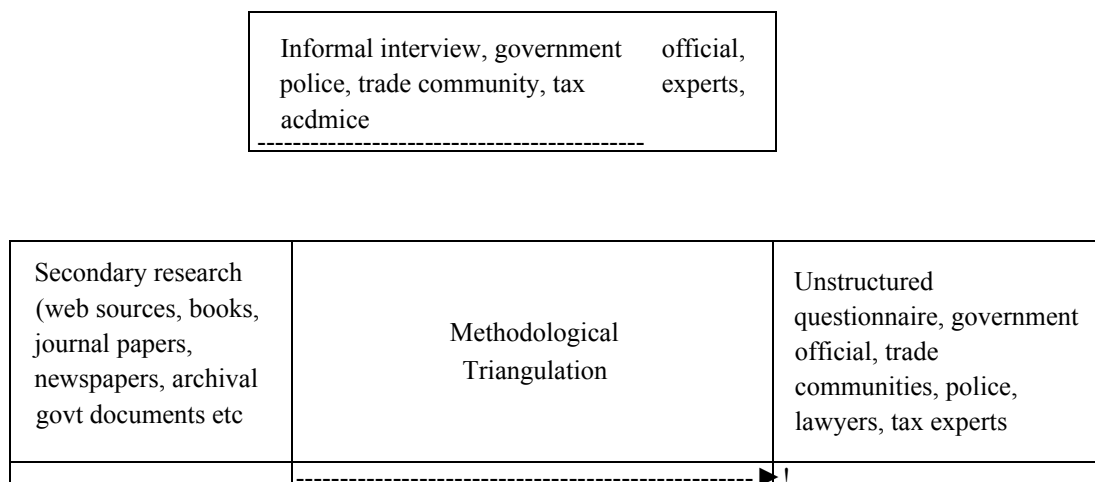 Informal interview, government official,
police, trade community, tax experts,
acdmice
-------------------------------------------
Secondary research
(web sources, books,
journal papers,
newspapers, archival
govt documents etc
Methodological
Triangulation
Unstructured
questionnaire, government
official, trade
communities, police,
lawyers, tax experts
---------------------------------------------------- ►!